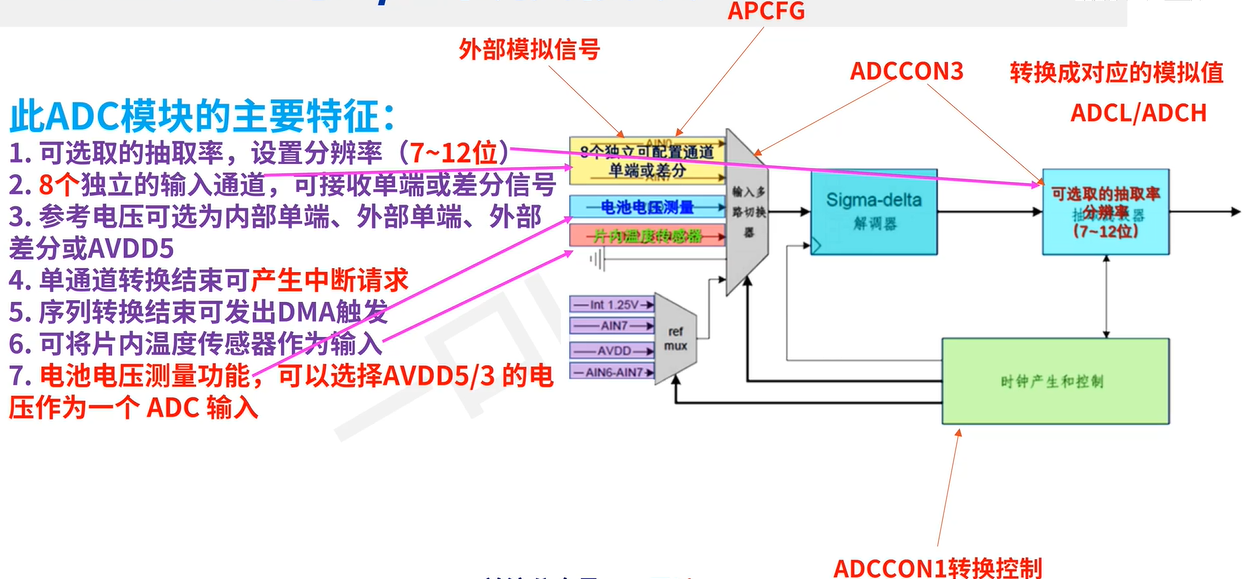 APCFG
外部模拟信号
ADCCON3
转换成对应的模拟值
ADCL/ADCH
此ADC模块的主要特征：
1. 可选取的抽取率，设置分辨率（7~12位）
2. 8个独立的输入通道，可接收单端或差分信号
3. 参考电压可选为内部单端、外部单端、外部
差分或AVDD5
4. 单通道转换结束可产生中断请求
5. 序列转换结束可发出DMA触发
6. 可将片内温度传感器作为输入
7. 电池电压测量功能，可以选择AVDD5/3 的电
压作为一个 ADC 输入
AIN0
8个独立可配置通道
单端或差分
AIN7
电池电压测量
片内温度传感器
输入多
路切换
器
Sigma-delta
解调器
可选取的抽取率
分辨率
（7~12位）
Int 1.25V
AIN7
AVDD
AIN6-AIN7
ref
mux
时钟产生和控制
ADCCON1转换控制